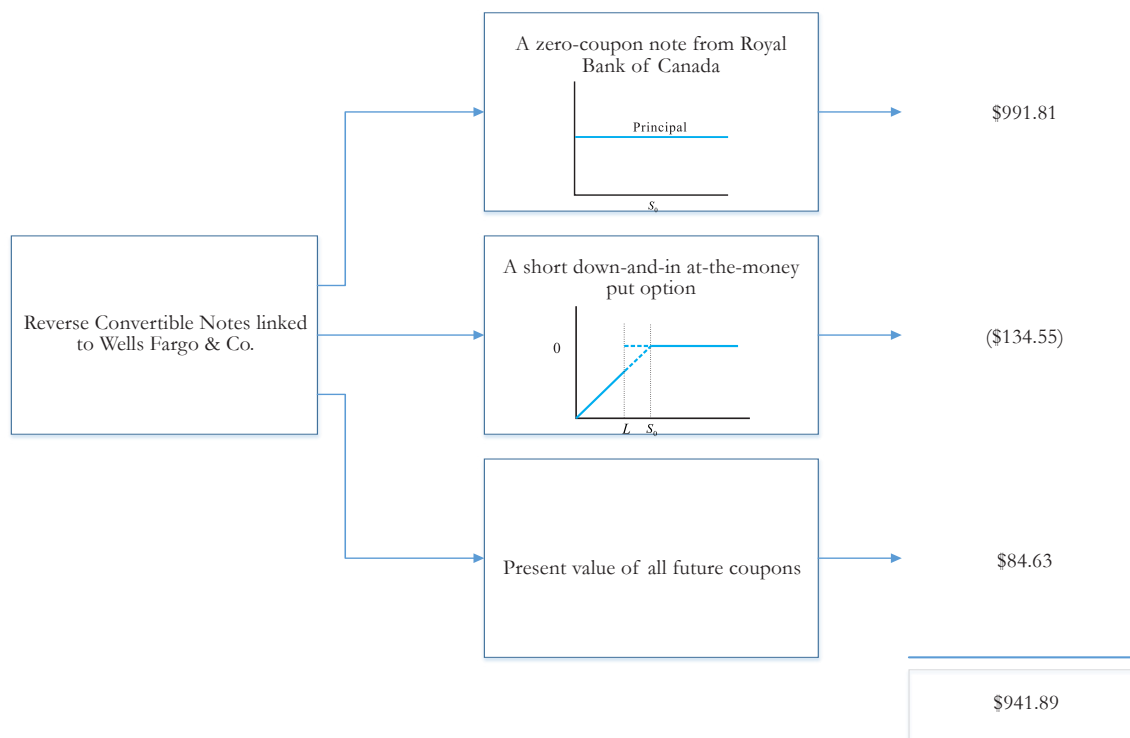 A zero-coupon note from Royal
Bank of Canada
Principal
S₀
$991.81
Reverse Convertible Notes linked
to Wells Fargo & Co.
A short down-and-in at-the-money
put option
0
L S₀
($134.55)
Present value of all future coupons
$84.63
$941.89